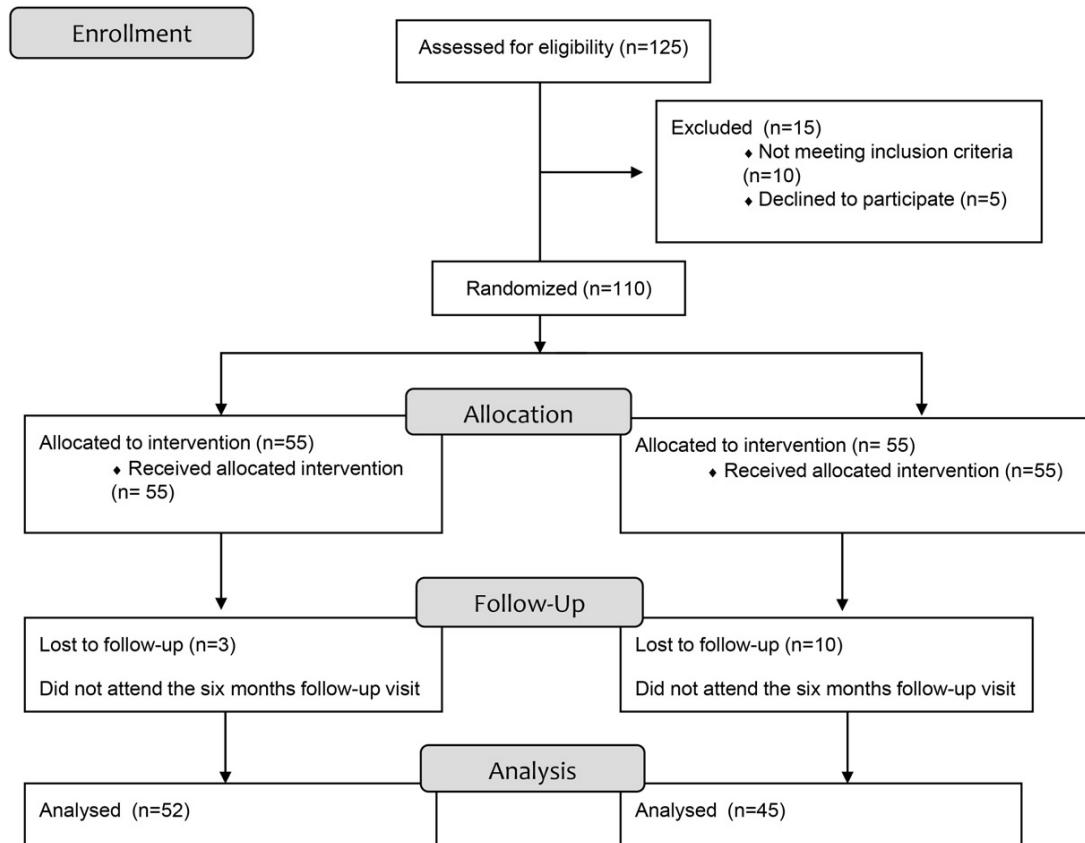 Enrollment
Assessed for eligibility (n=125)
Excluded (n=15)
♦ Not meeting inclusion criteria
(n=10)
♦ Declined to participate (n=5)
Randomized (n=110)
Allocation
Allocated to intervention (n=55)
♦ Received allocated intervention
(n= 55)
Allocated to intervention (n= 55)
♦ Received allocated intervention (n=55)
Follow-Up
Lost to follow-up (n=3)
Did not attend the six months follow-up visit
Lost to follow-up (n=10)
Did not attend the six months follow-up visit
Analysis
Analysed (n=52)
Analysed (n=45)